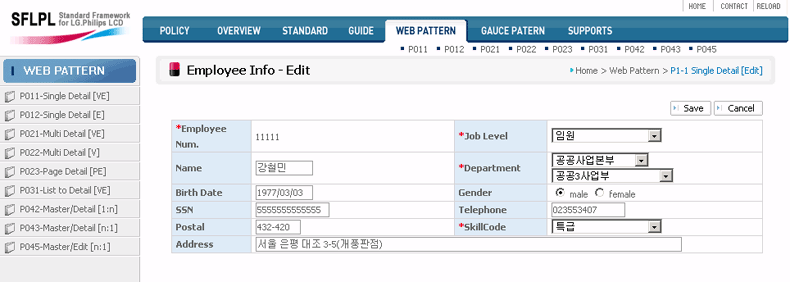 HOME CONTACT RELOAD
SFLPL Standard Framework
for LG.Philips LCD
POLICY OVERVIEW STANDARD GUIDE WEB PATTERN GAUCE PATERN SUPPORTS
P011 P012 P021 P022 P023 P031 P042 P043 P045
WEB PATTERN
P011-Single Detail [VE]
P012-Single Detail [E]
P021-Multi Detail [VE]
P022-Multi Detail [V]
P023-Page Detail [PE]
P031-List to Detail [VE]
P042-Master/Detail [1:n]
P043-Master/Detail [n:1]
P045-Master/Edit [n:1]
Employee Info - Edit
Home > Web Pattern > P1-1 Single Detail [Edit]
Save Cancel
*Employee Num. 11111 *Job Level 임원
Name 강혈민 *Department 공공사업본부
공공3사업부
Birth Date 1977/03/03 Gender male female
SSN 5555555555555 Telephone 023553407
Postal 432-420 *SkillCode 특급
Address 서울 은평 대조 3-5(개풍판점)